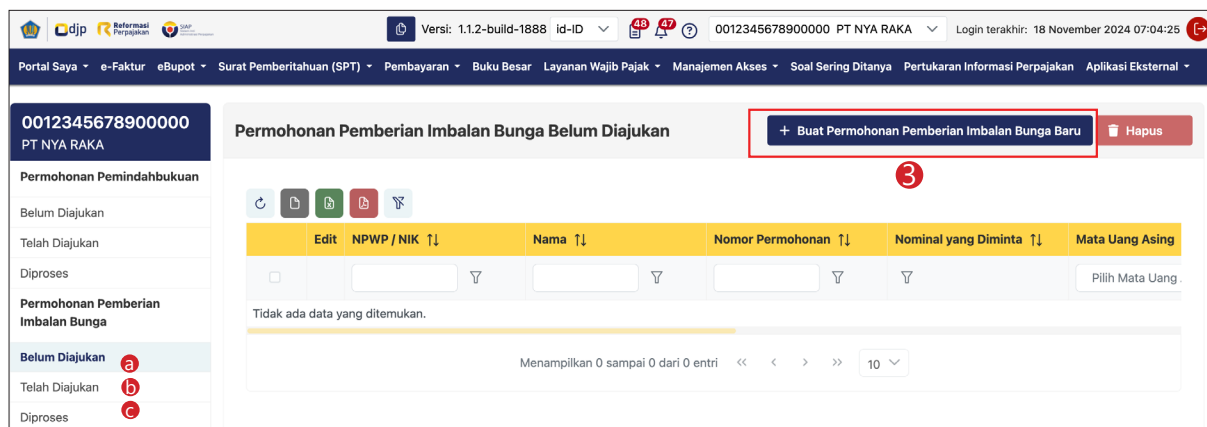 djp Reformasi Perpajakan SIAP Versi: 1.1.2-build-1888 id-ID 48 47 0012345678900000 PT NYA RAKA Login terakhir: 18 November 2024 07:04:25
Portal Saya e-Faktur eBupot Surat Pemberitahuan (SPT) Pembayaran Buku Besar Layanan Wajib Pajak Manajemen Akses Soal Sering Ditanya Pertukaran Informasi Perpajakan Aplikasi Eksternal
0012345678900000
PT NYA RAKA
Permohonan Pemindahbukuan
Belum Diajukan
Telah Diajukan
Diproses
Permohonan Pemberian
Imbalan Bunga
Belum Diajukan a
Telah Diajukan b
Diproses c
Permohonan Pemberian Imbalan Bunga Belum Diajukan
+ Buat Permohonan Pemberian Imbalan Bunga Baru Hapus
3
Edit NPWP / NIK Nama Nomor Permohonan Nominal yang Diminta Mata Uang Asing
Pilih Mata Uang
Tidak ada data yang ditemukan.
Menampilkan 0 sampai 0 dari 0 entri << < > >> 10